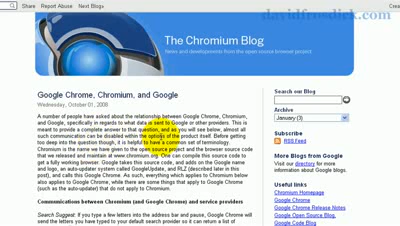 Share
Report Abuse
Next Blog»
davidfrosdick.com
The Chromium Blog
News and developments from the open source browser project
Google Chrome, Chromium, and Google
Wednesday, October 01, 2008
A number of people have asked about the relationship between Google Chrome, Chromium,
and Google, specifically in regards to what data is sent to Google or other providers. This is
meant to provide a complete answer to that question, and as you will see below, almost all
such communication can be disabled within the options of the product itself. Before getting
too deep into the question though, it is helpful to have a common set of terminology.
Chromium is the name we have given to the open source project and the browser source code
that we released and maintain at www.chromium.org. One can compile this source code to
get a fully working browser. Google takes this source code, and adds on the Google name
and logo, an auto-updater system called GoogleUpdate, and RLZ (described later in this
post), and calls this Google Chrome. As such, everything which applies to Chromium below
also applies to Google Chrome, while there are some things that apply to Google Chrome
(such as the auto-updater) that do not apply to Chromium.
Communications between Chromium (and Google Chrome) and service providers
Search Suggest: If you type a few letters into the address bar and pause, Google Chrome will
send the letters you have typed to your default search provider so it can return a list of
Search our Blog
Archive
January (3)
Subscribe
RSS Feed
More Blogs from Google
Visit our directory for more
information about Google
blogs.
Useful links
Chromium Homepage
Google Chrome
Google Chrome Release Notes
Google Open Source Blog,
Google Code Blog